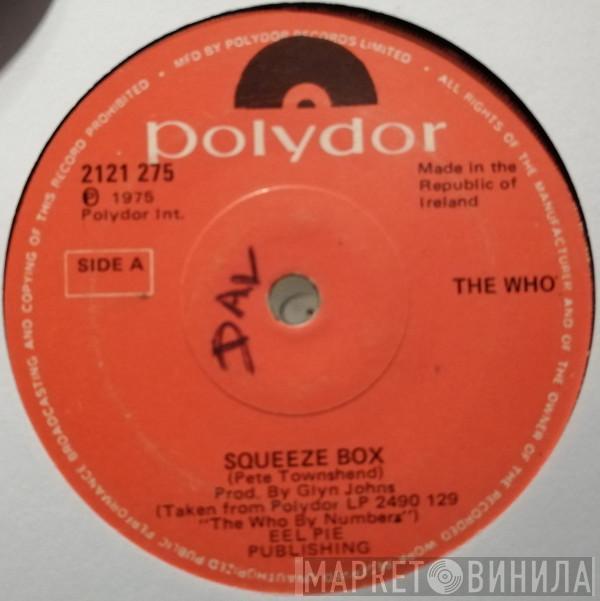 MFD BY POLYDOR RECORDS LIMITED • ALL RIGHTS OF THE MANUFACTURER AND OF THE OWNER OF THE RECORDED WORK
UNAUTHORIZED PUBLIC PERFORMANCE BROADCASTING AND COPYING OF THIS RECORD PROHIBITED •
polydor
2121 275
℗ 1975
Polydor Int.
Made in the
Republic of
Ireland
SIDE A
THE WHO
DAL
SQUEEZE BOX
(Pete Townshend)
Prod. By Glyn Johns
(Taken from Polydor LP 2490 129
"The Who By Numbers")
EEL PIE
PUBLISHING
МАРКЕТ ВИНИЛА